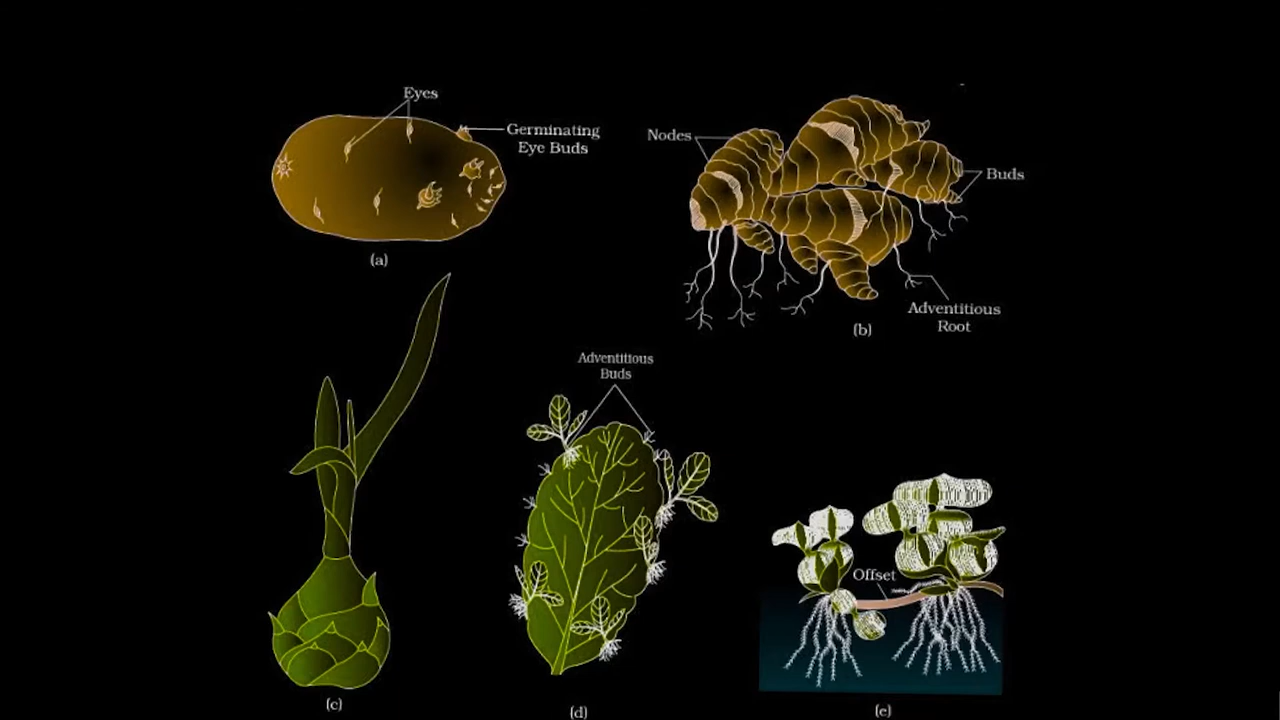 Eyes
Germinating
Eye Buds
(a)
Nodes
Buds
Adventitious
Root
(b)
Adventitious
Buds
(c)
(d)
Offset
(e)